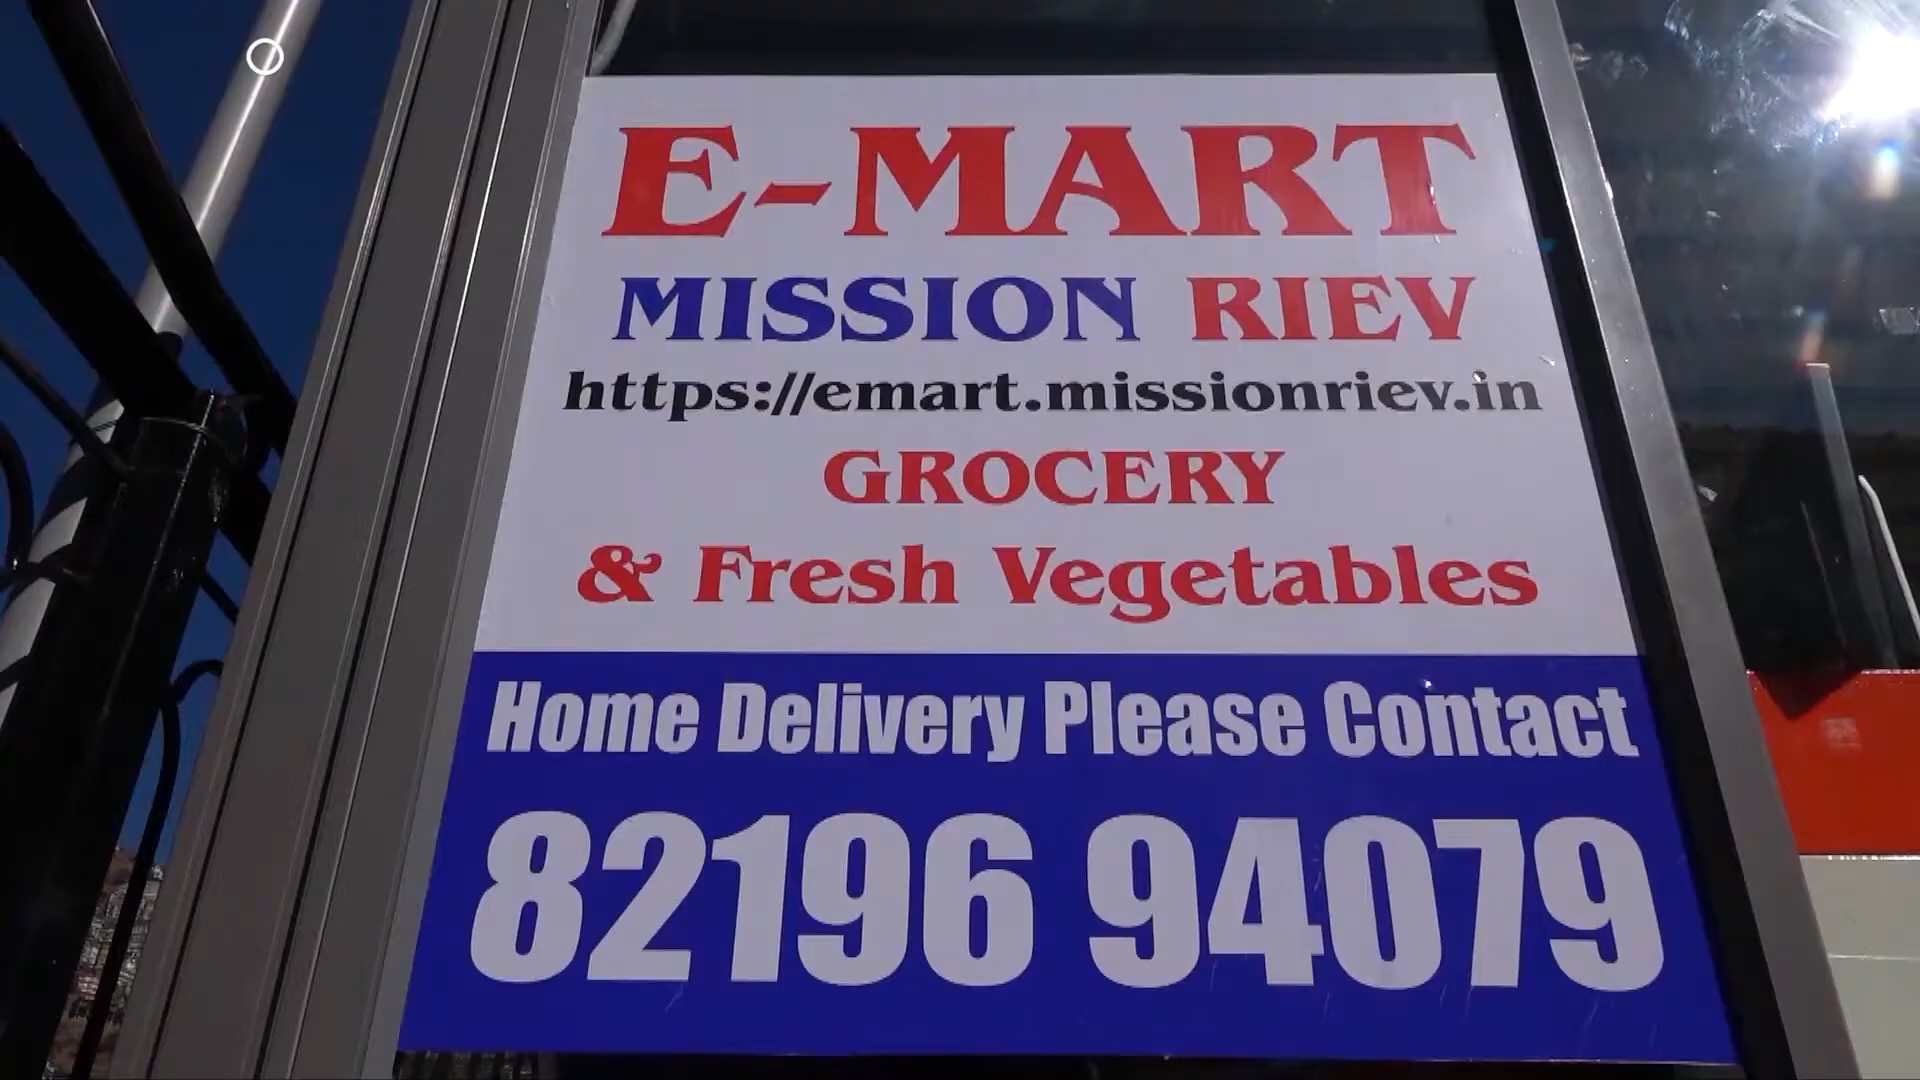 E-MART
MISSION RIEV
https://emart.missionriev.in
GROCERY
& Fresh Vegetables
Home Delivery Please Contact
82196 94079